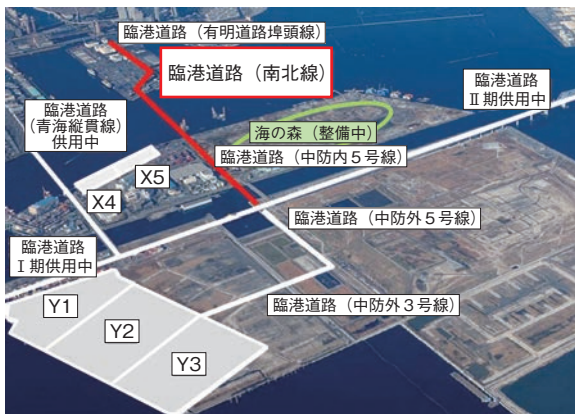 臨港道路（有明道路埠頭線）
臨港道路（南北線）
臨港道路
Ⅱ期供用中
臨港道路
（青海縦貫線）
供用中
海の森（整備中）
臨港道路（中防内５号線）
X5
X4
臨港道路（中防外５号線）
臨港道路
Ⅰ期供用中
臨港道路（中防外３号線）
Y1
Y2
Y3